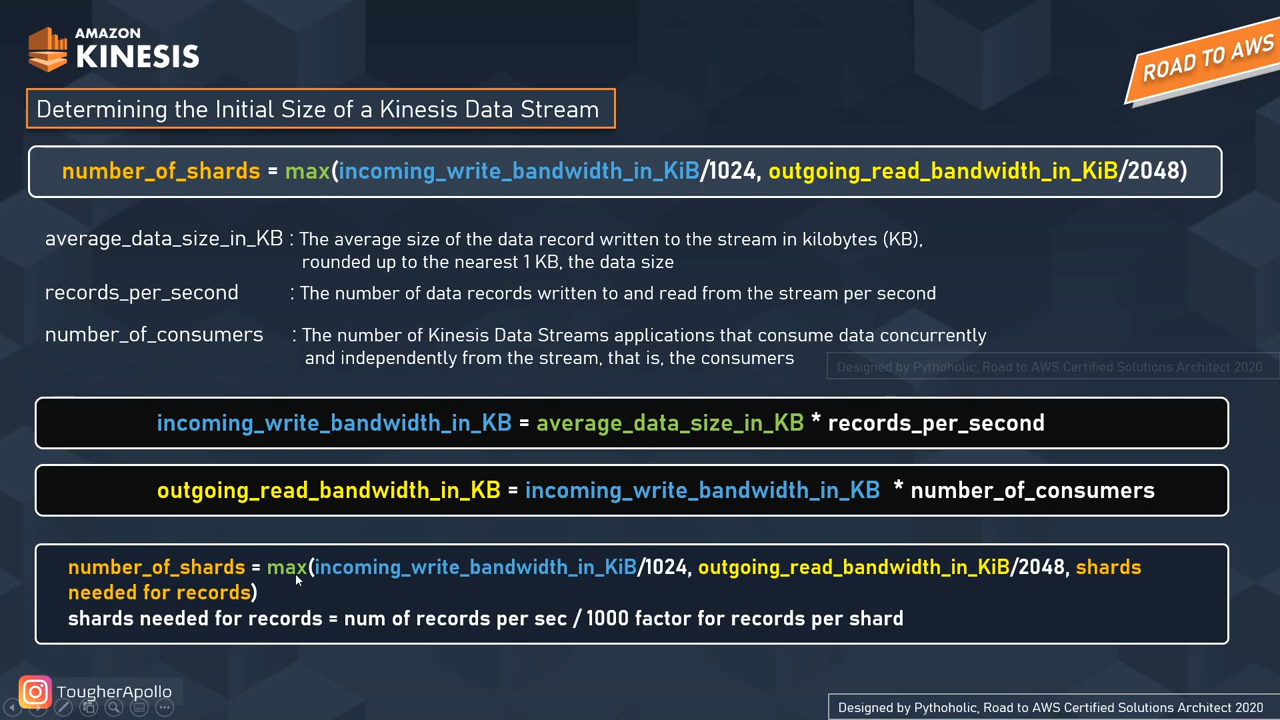 AMAZON
KINESIS
ROAD TO AWS
Determining the Initial Size of a Kinesis Data Stream
number_of_shards = max(incoming_write_bandwidth_in_KiB/1024, outgoing_read_bandwidth_in_KiB/2048)
average_data_size_in_KB : The average size of the data record written to the stream in kilobytes (KB),
rounded up to the nearest 1 KB, the data size
records_per_second : The number of data records written to and read from the stream per second
number_of_consumers : The number of Kinesis Data Streams applications that consume data concurrently
and independently from the stream, that is, the consumers
Designed by Pythoholic, Road to AWS Certified Solutions Architect 2020
incoming_write_bandwidth_in_KB = average_data_size_in_KB * records_per_second
outgoing_read_bandwidth_in_KB = incoming_write_bandwidth_in_KB * number_of_consumers
number_of_shards = max(incoming_write_bandwidth_in_KiB/1024, outgoing_read_bandwidth_in_KiB/2048, shards
needed for records)
shards needed for records = num of records per sec / 1000 factor for records per shard
TougherApollo
Designed by Pythoholic, Road to AWS Certified Solutions Architect 2020